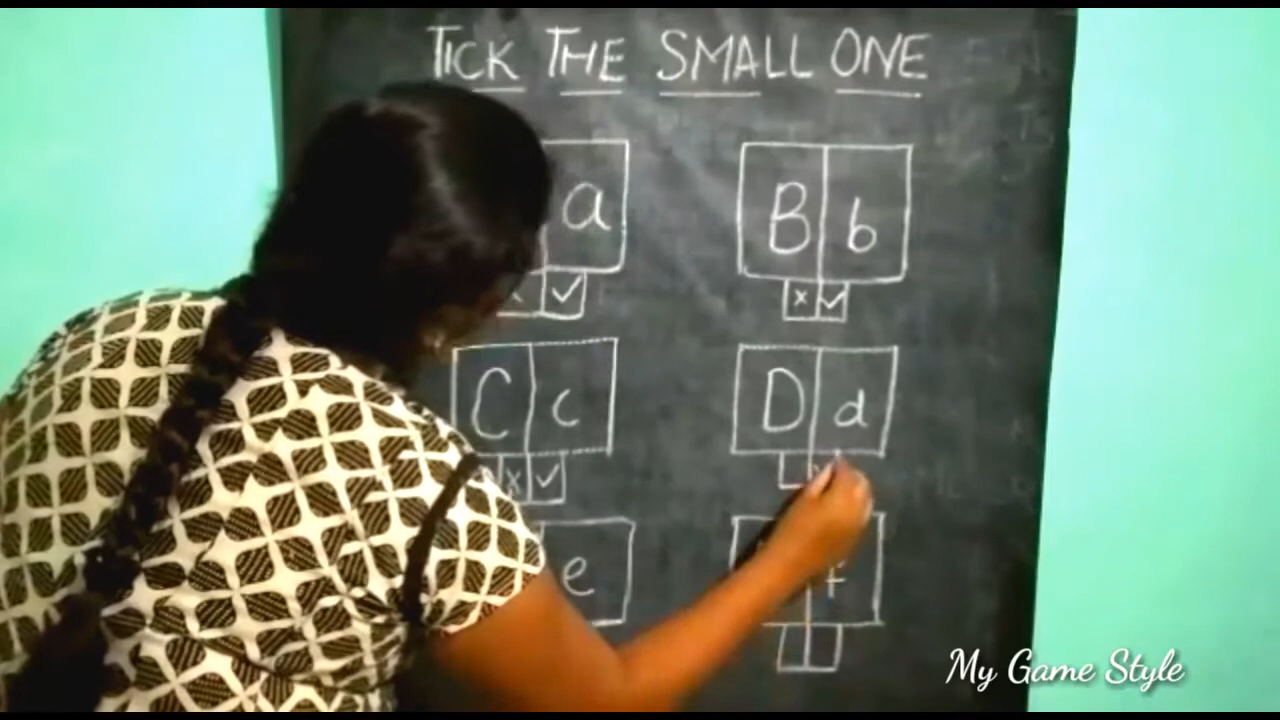 TICK THE SMALL ONE
a B b
x ✓ x ✓
C c D d
x ✓
e f
My Game Style